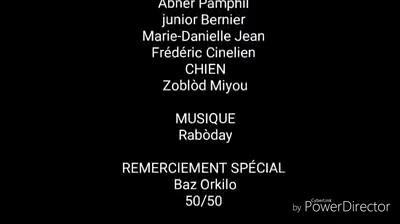 Abner Pamphil
junior Bernier
Marie-Danielle Jean
Frédéric Cinelien
CHIEN
Zoblòd Miyou
MUSIQUE
Rabòday
REMERCIEMENT SPÉCIAL
Baz Orkilo
50/50
CyberLink
by PowerDirector